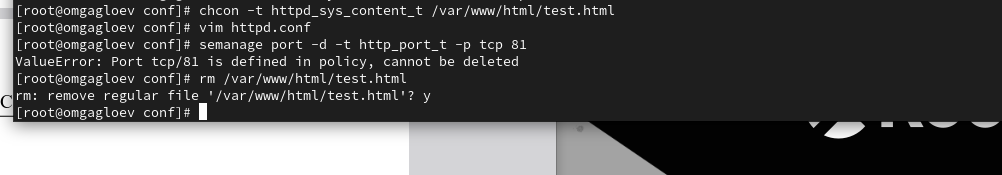 [root@omgagloev conf]# chcon -t httpd_sys_content_t /var/www/html/test.html
[root@omgagloev conf]# vim httpd.conf
[root@omgagloev conf]# semanage port -d -t http_port_t -p tcp 81
ValueError: Port tcp/81 is defined in policy, cannot be deleted
[root@omgagloev conf]# rm /var/www/html/test.html
rm: remove regular file '/var/www/html/test.html'? y
[root@omgagloev conf]#